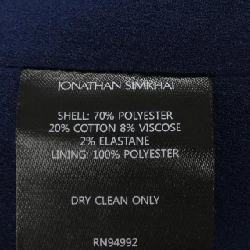 JONATHAN SIMKHAI
SHELL: 70% POLYESTER
20% COTTON 8% VISCOSE
2% ELASTANE
LINING: 100% POLYESTER
DRY CLEAN ONLY
RN94992